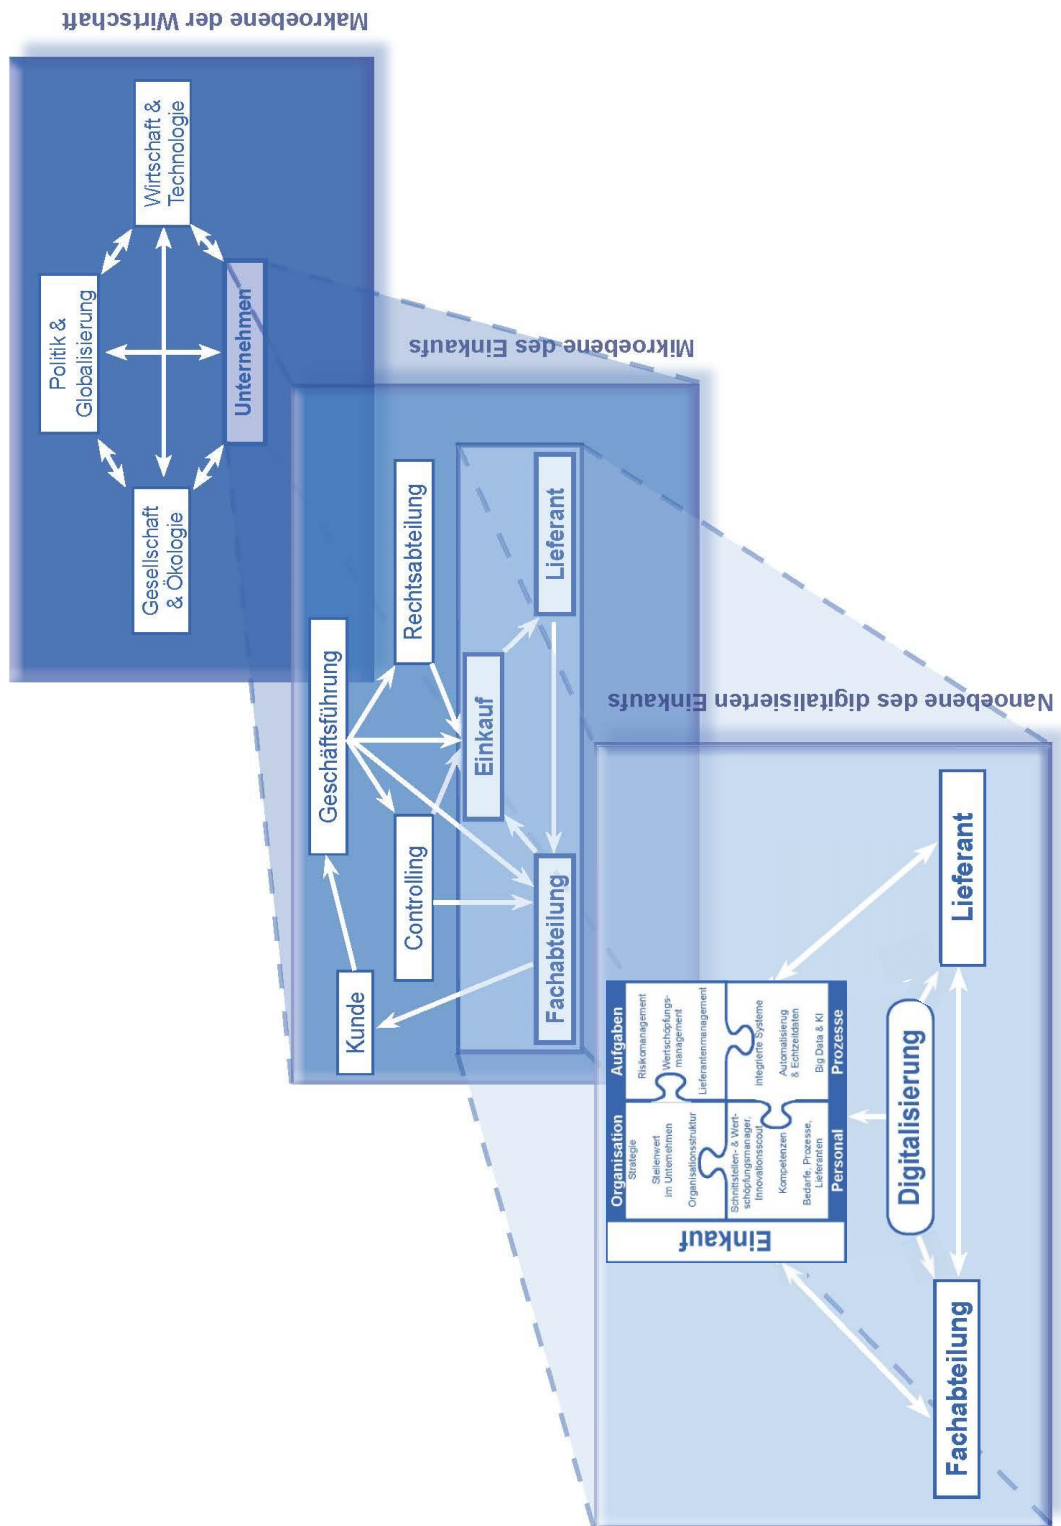 Makroebene der Wirtschaft
Politik &
Globalisierung
Gesellschaft
& Ökologie
Wirtschaft &
Technologie
Unternehmen
Mikroebene des Einkaufs
Geschäftsführung
Kunde
Controlling
Rechtsabteilung
Einkauf
Fachabteilung
Lieferant
Nanoebene des digitalisierten Einkaufs
Einkauf
Organisation
Strategie
Stellenwert
im Unternehmen
Organisationsstruktur
Aufgaben
Risikomanagement
Wertschöpfungs-
management
Lieferantenmanagement
Schnittstellen- & Wert-
schöpfungsmanager,
Innovationsscout
Kompetenzen
Bedarfe, Prozesse,
Lieferanten
Personal
integrierte Systeme
Automatisierug
& Echtzeitdaten
Big Data & KI
Prozesse
Digitalisierung
Fachabteilung
Lieferant